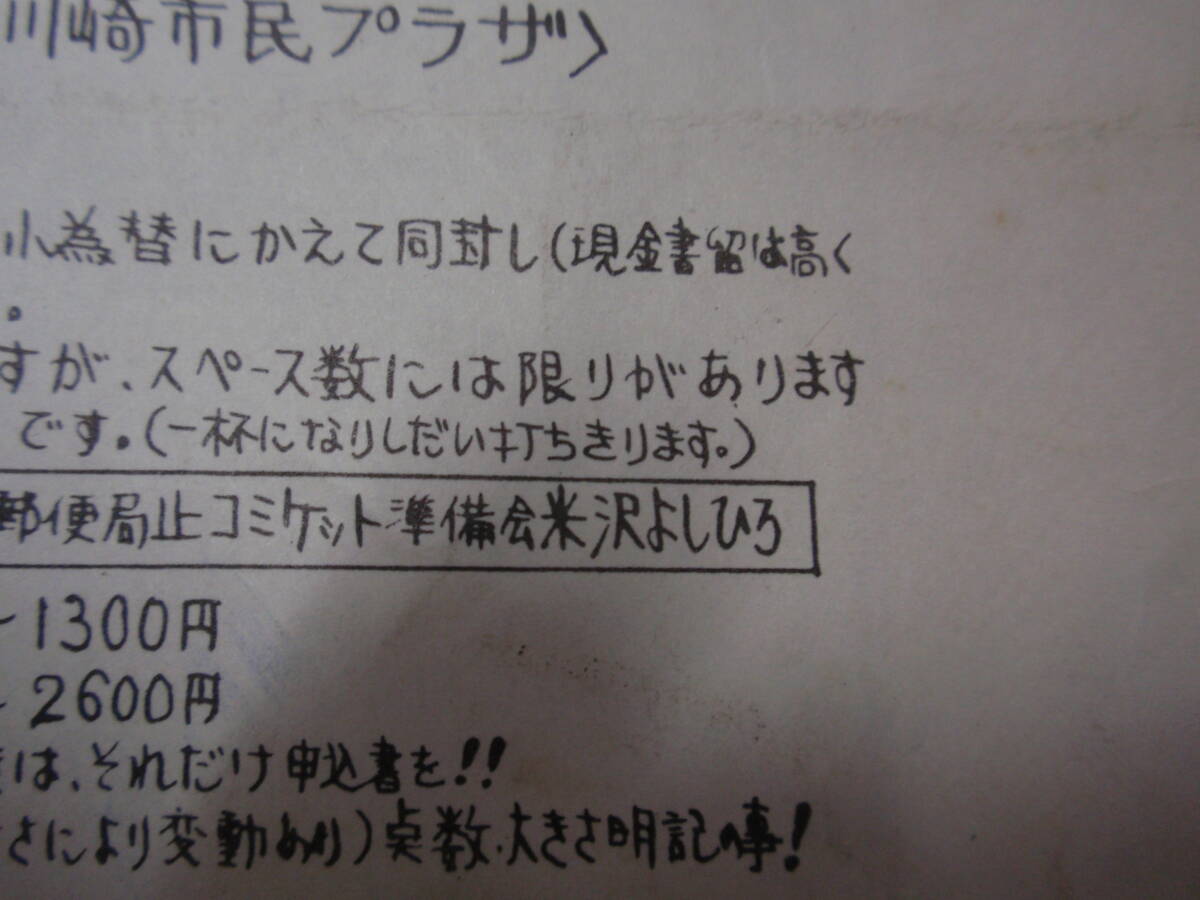 川崎市民プラザ〉
小為替にかえて同封し(現金書留は高く
。
すが、スペース数には限りがあります
です。(一杯になりしだい打ちきります。)
郵便局止コミケット準備会米沢よしひろ
~1300円
~2600円
は、それだけ申込書を!!
さにより変動あり)点数・大きさ明記の事!